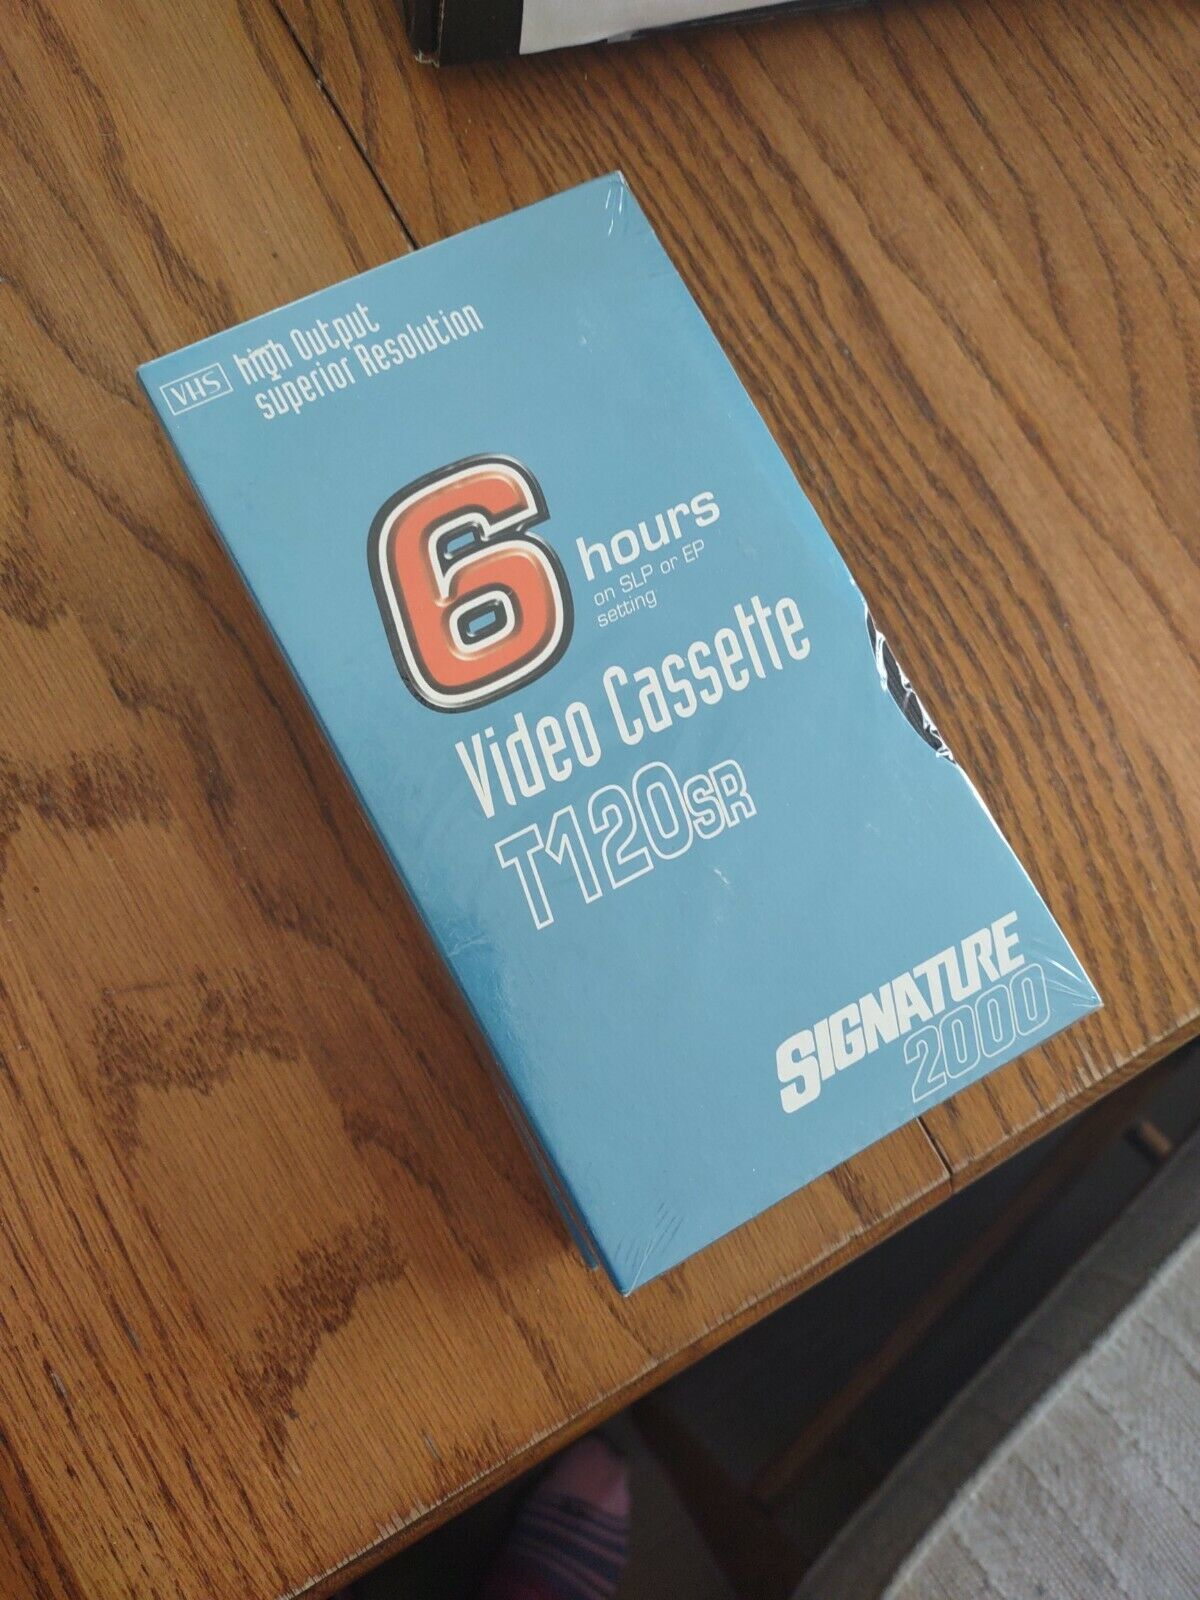 VHS
high Output
superior Resolution
6
hours
on SLP or EP
setting
Video Cassette
T120SR
SIGNATURE
2000